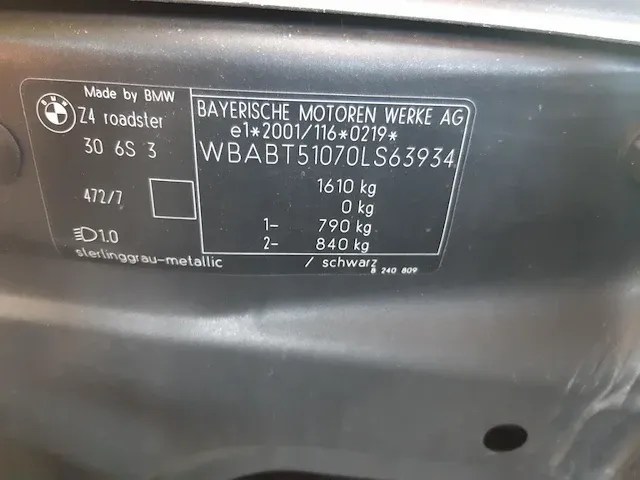 Made by BMW
BMW
Z4 roadster
30 6S 3
472/7
1.0
sterlinggrau-metallic / schwarz
8 240 809
BAYERISCHE MOTOREN WERKE AG
e1*2001/116*0219*
WBABT51070LS63934
1610 kg
0 kg
1- 790 kg
2- 840 kg